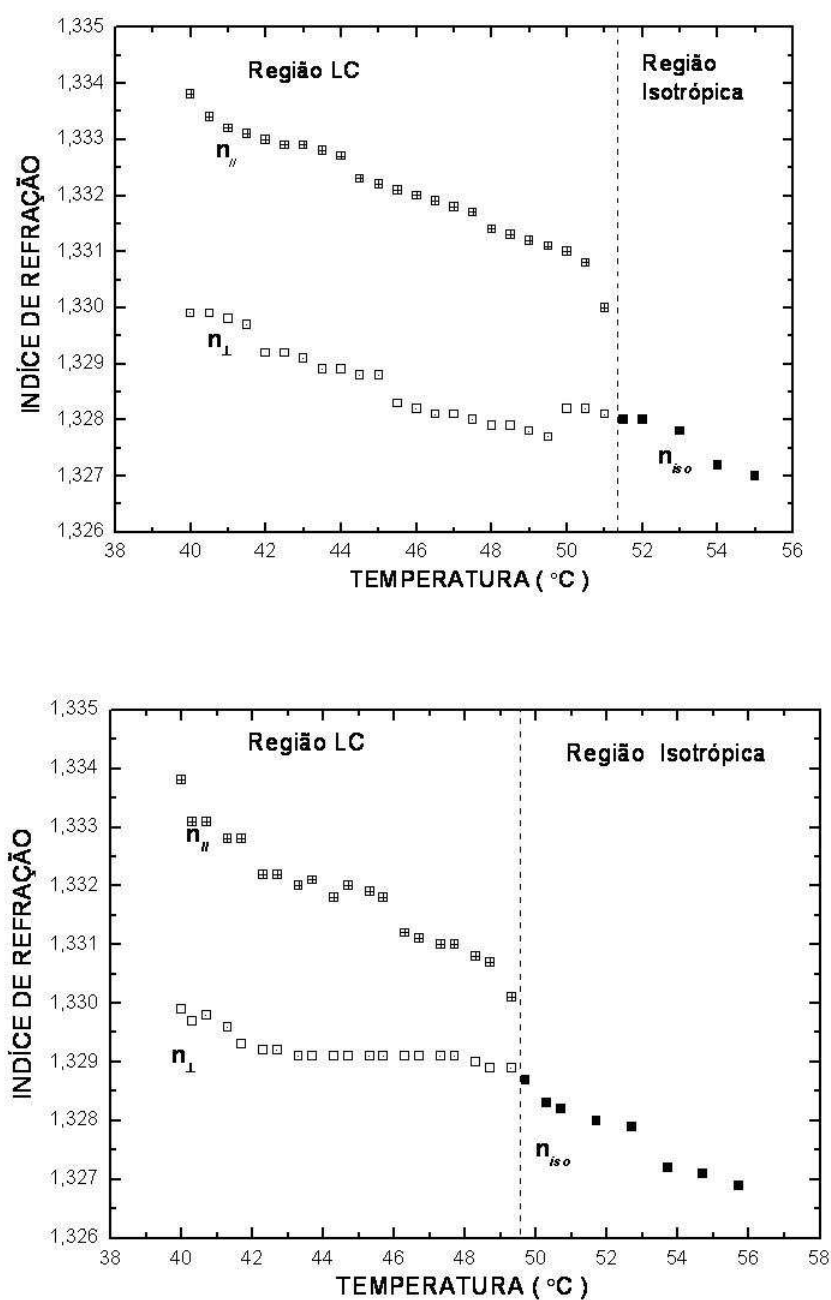 1,335
Região LC
Região
Isotrópica
1,334
n//
1,333
1,332
1,331
1,330
n⊥
1,329
1,328
niso
1,327
1,326
INDÍCE DE REFRAÇÃO
38 40 42 44 46 48 50 52 54 56
TEMPERATURA ( °C )
1,335
Região LC
Região Isotrópica
1,334
1,333
n//
1,332
1,331
1,330
1,329
n⊥
1,328
niso
1,327
1,326
INDÍCE DE REFRAÇÃO
38 40 42 44 46 48 50 52 54 56 58
TEMPERATURA ( °C )